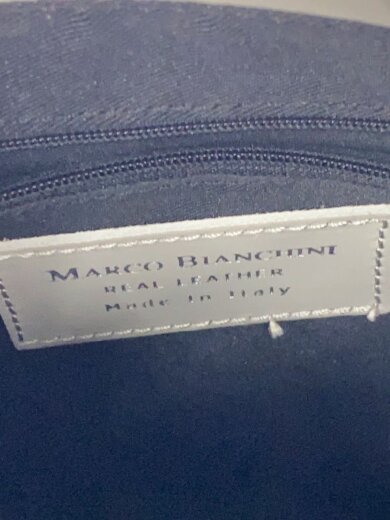 MARCO BIANCHINI
REAL LEATHER
Made In Italy